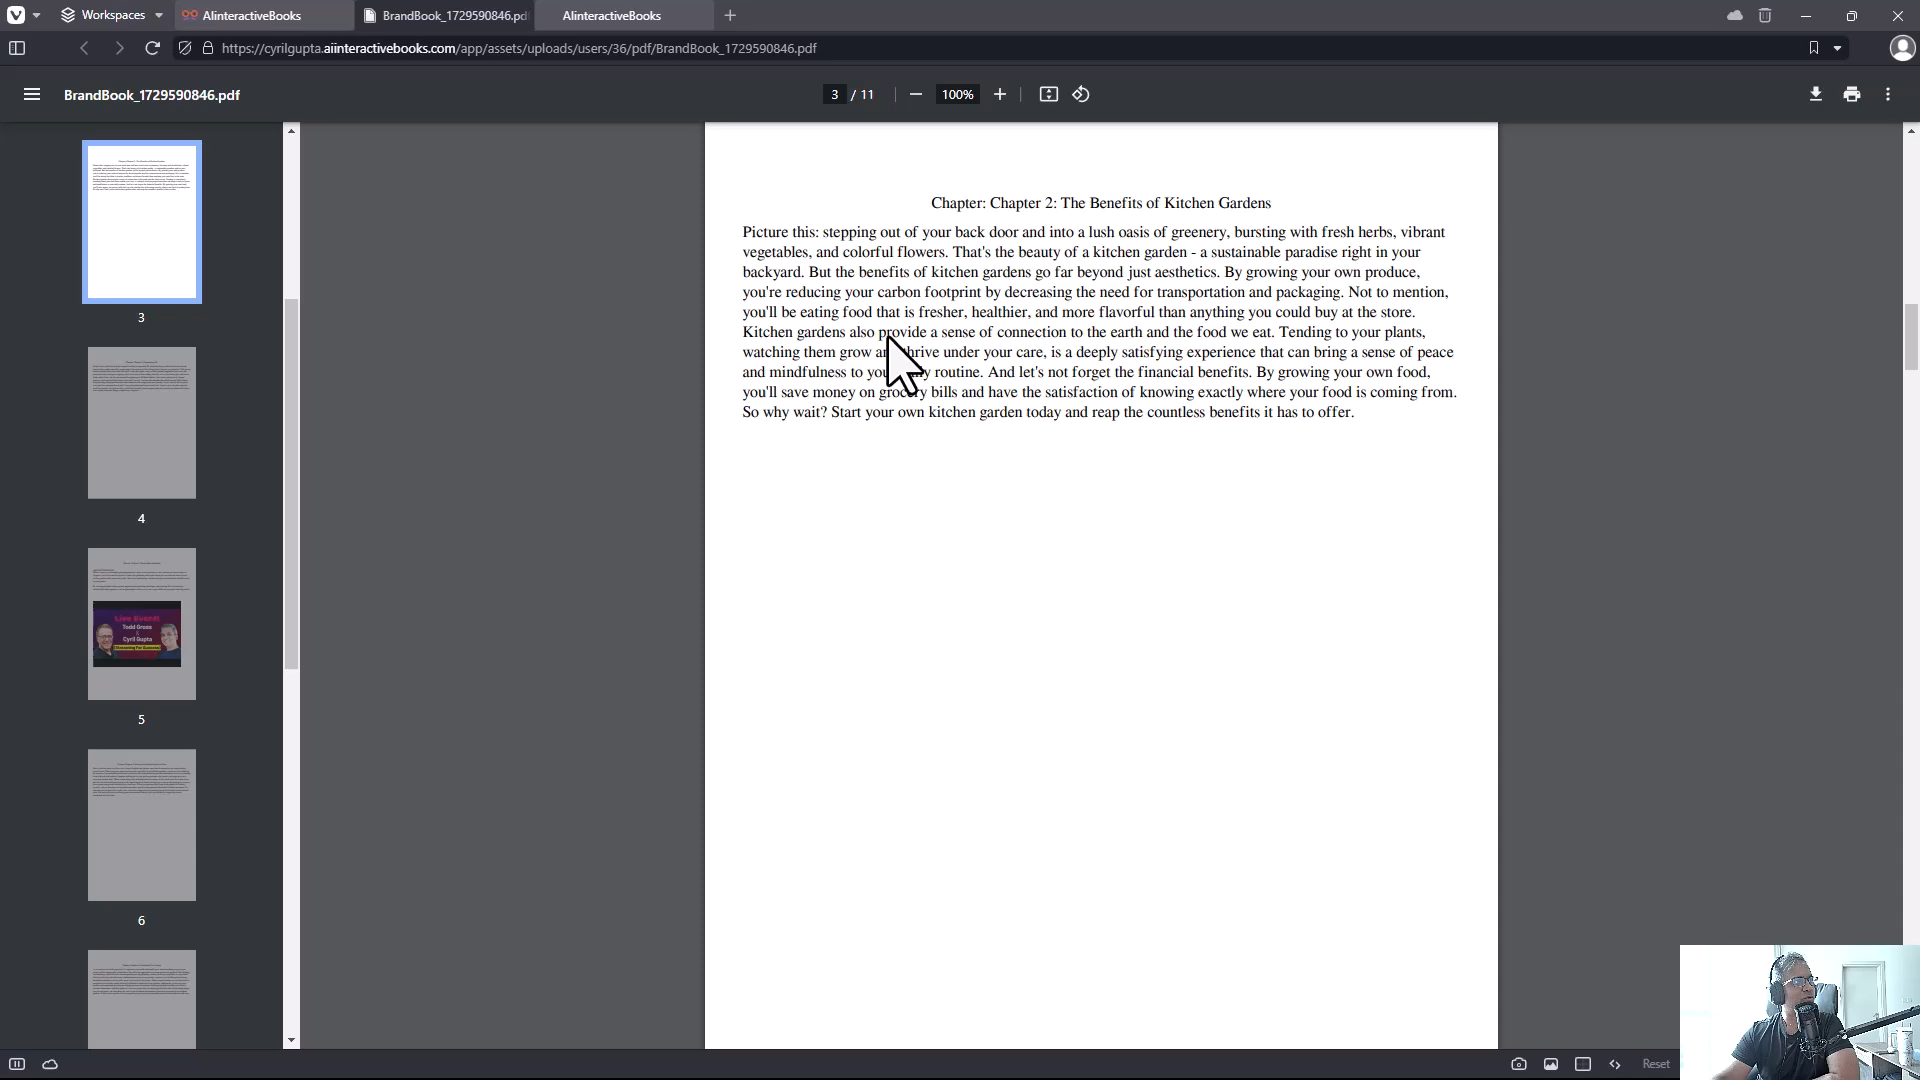 Workspaces
AlinteractiveBooks
BrandBook_1729590846.pd
AlinteractiveBooks
https://cyrilgupta.aiinteractivebooks.com/app/assets/uploads/users/36/pdf/BrandBook_1729590846.pdf
BrandBook_1729590846.pdf
3 / 11
100%
Chapter: Chapter 2: The Benefits of Kitchen Gardens
Picture this: stepping out of your back door and into a lush oasis of greenery, bursting with fresh herbs, vibrant
vegetables, and colorful flowers. That's the beauty of a kitchen garden - a sustainable paradise right in your
backyard. But the benefits of kitchen gardens go far beyond just aesthetics. By growing your own produce,
you're reducing your carbon footprint by decreasing the need for transportation and packaging. Not to mention,
you'll be eating food that is fresher, healthier, and more flavorful than anything you could buy at the store.
Kitchen gardens also provide a sense of connection to the earth and the food we eat. Tending to your plants,
watching them grow thrive under your care, is a deeply satisfying experience that can bring a sense of peace
and mindfulness to routine. And let's not forget the financial benefits. By growing your own food,
you'll save money on grocery bills and have the satisfaction of knowing exactly where your food is coming from.
So why wait? Start your own kitchen garden today and reap the countless benefits it has to offer.
3
4
Live Event!
Todd Gross
&
Cyril Gupta
Streaming For Success
5
6
Reset